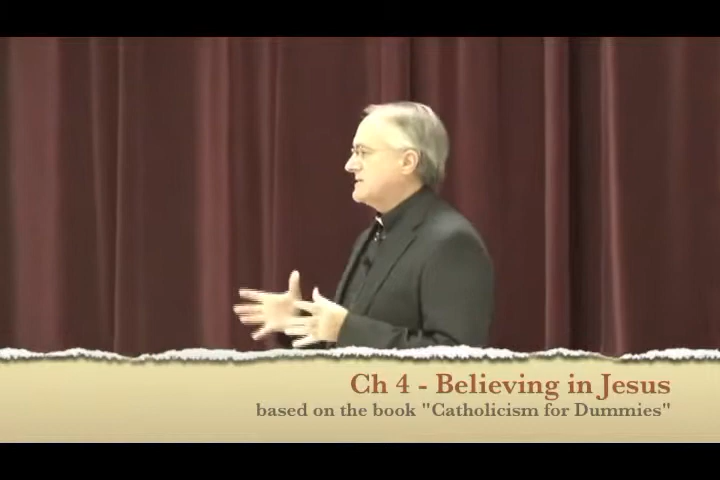 Ch 4 - Believing in Jesus
based on the book "Catholicism for Dummies"